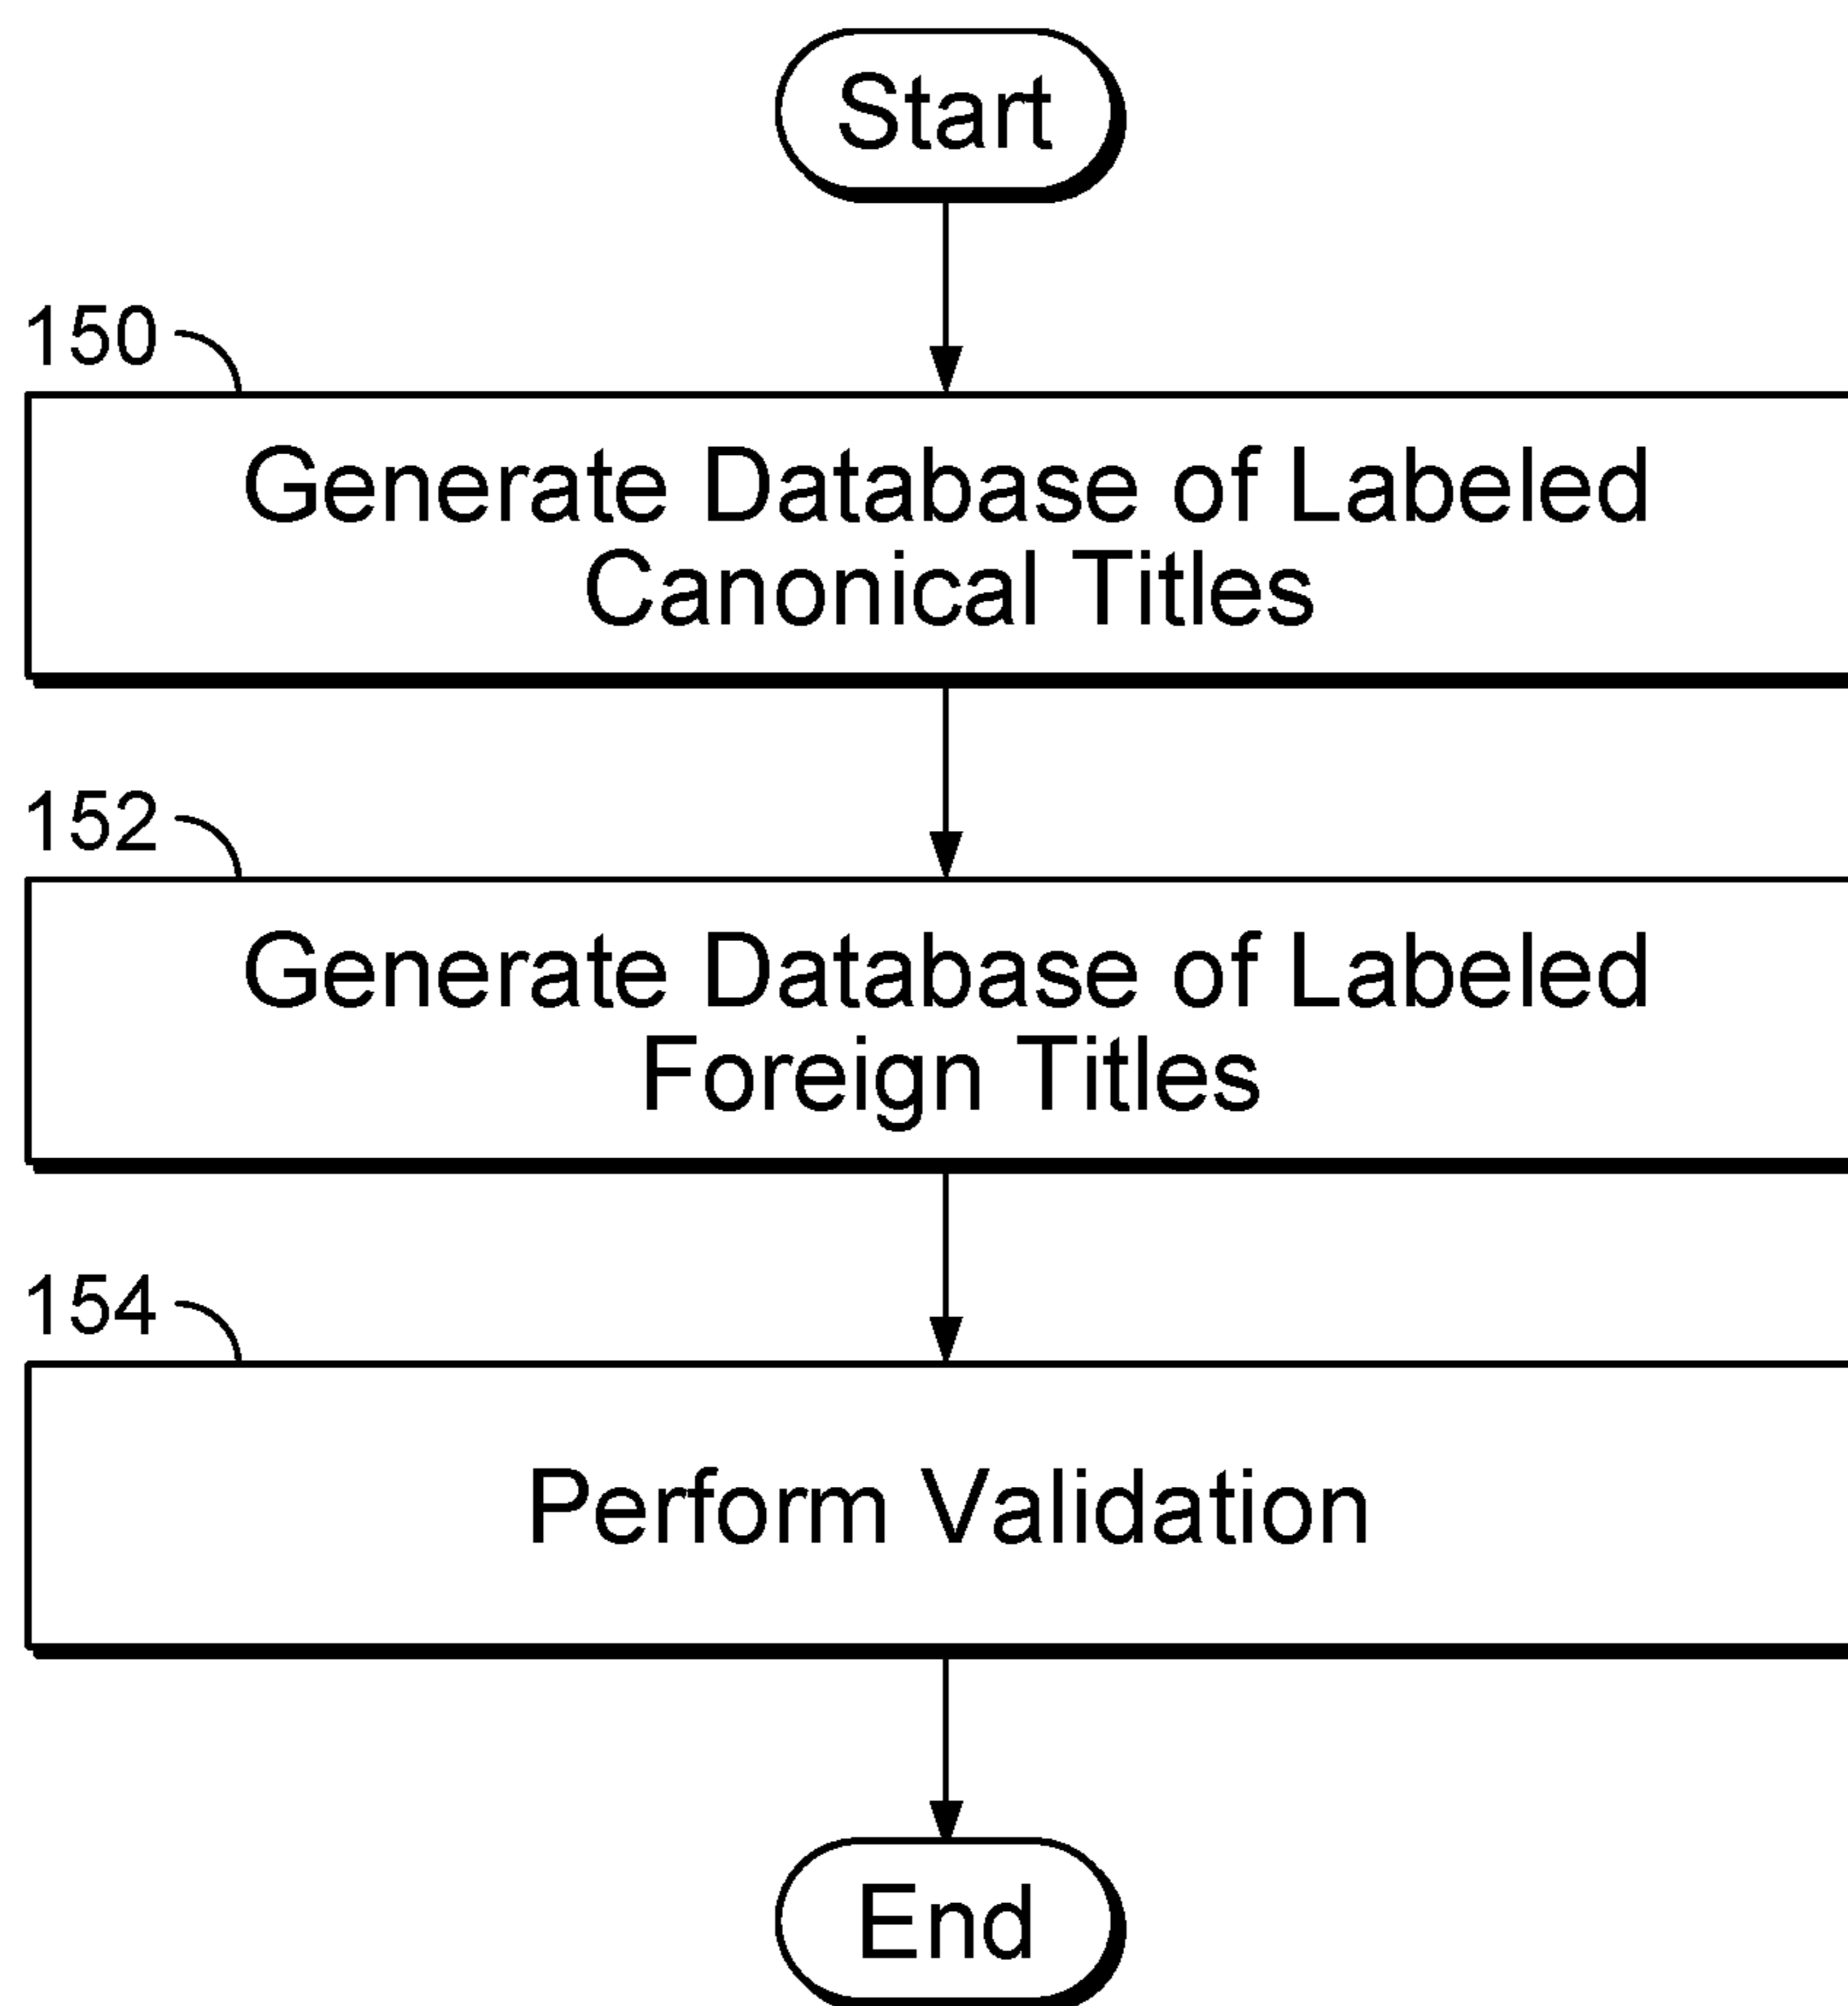 Start
150
Generate Database of Labeled
Canonical Titles
152
Generate Database of Labeled
Foreign Titles
154
Perform Validation
End